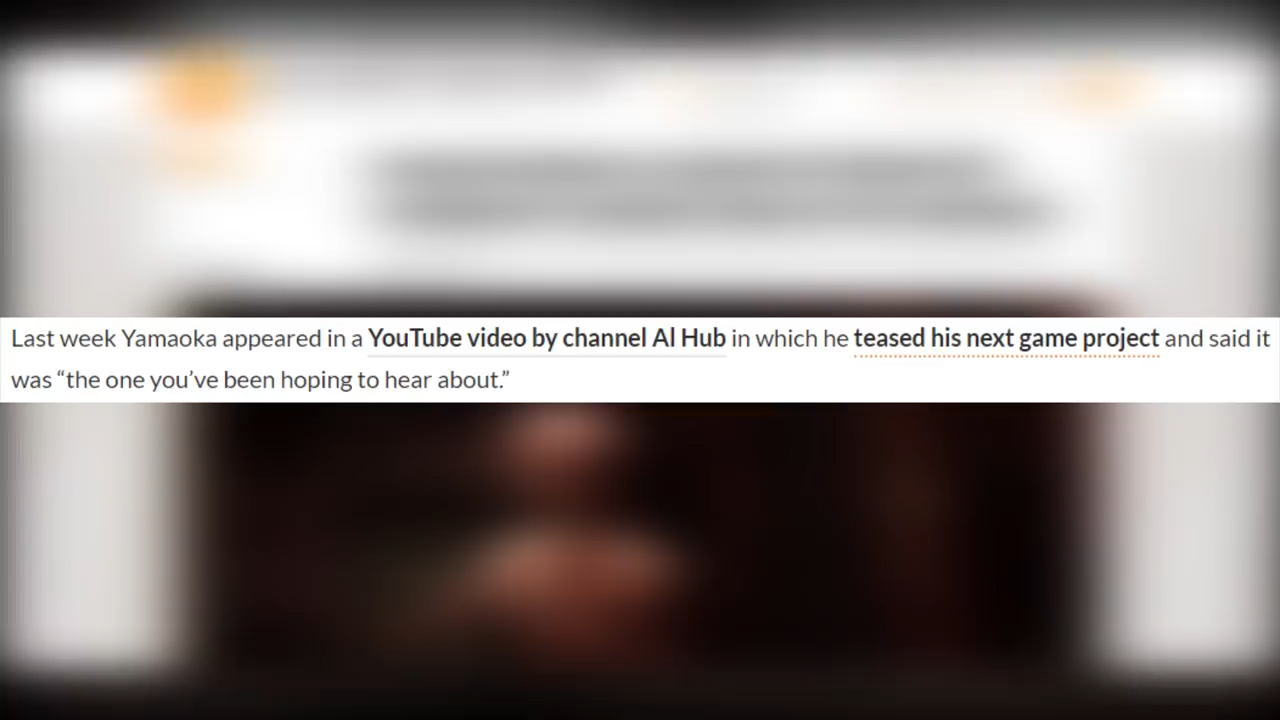 Last week Yamaoka appeared in a YouTube video by channel Al Hub in which he teased his next game project and said it
was “the one you’ve been hoping to hear about.”